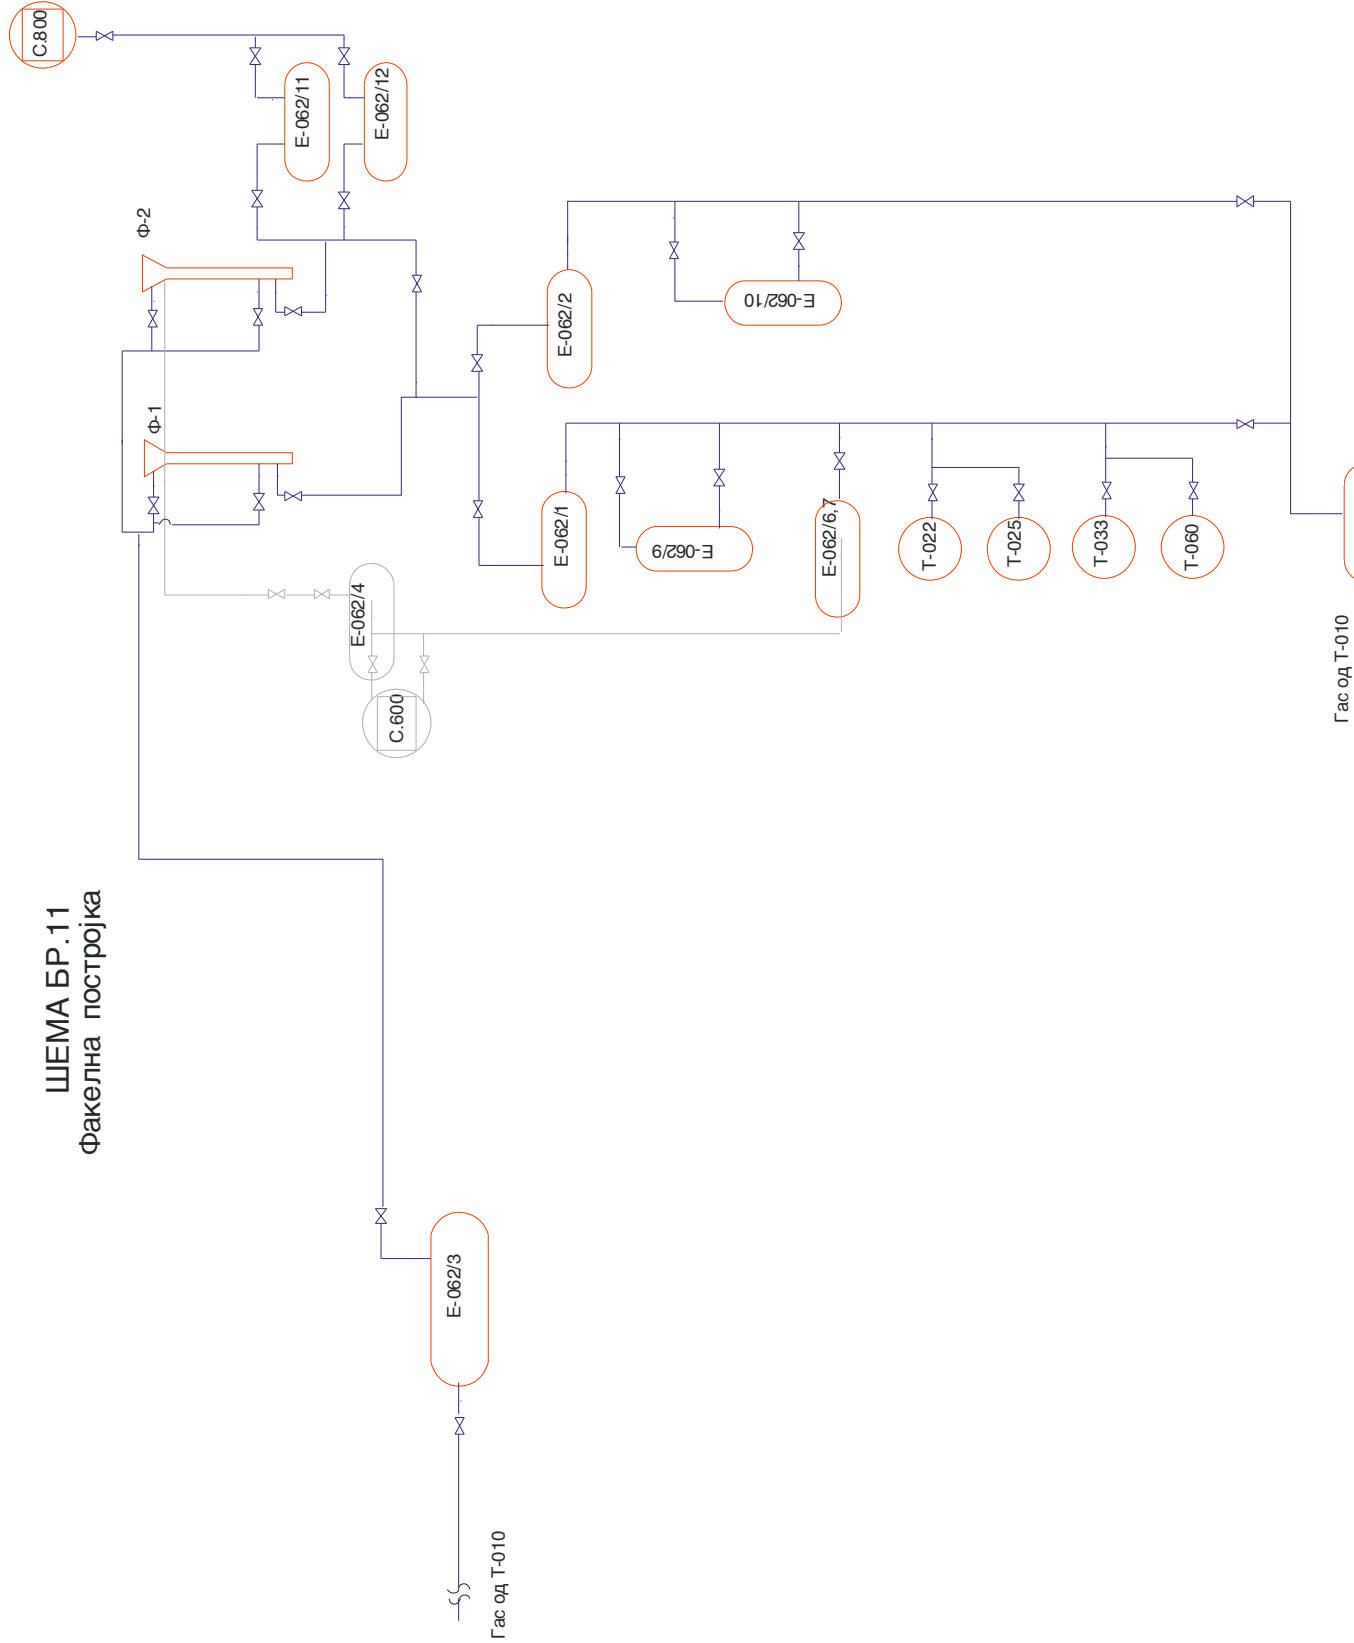 ШЕМА БР.11
Факелна постројка
С.800
Е-062/11
Е-062/12
Ф-2
Ф-1
Е-062/2
Е-062/10
Е-062/1
Е-062/9
Е-062/6,7
Т-022
Т-025
Т-033
Т-060
Е-062/4
С.600
Гас од Т-010
Е-062/3
Гас од Т-010